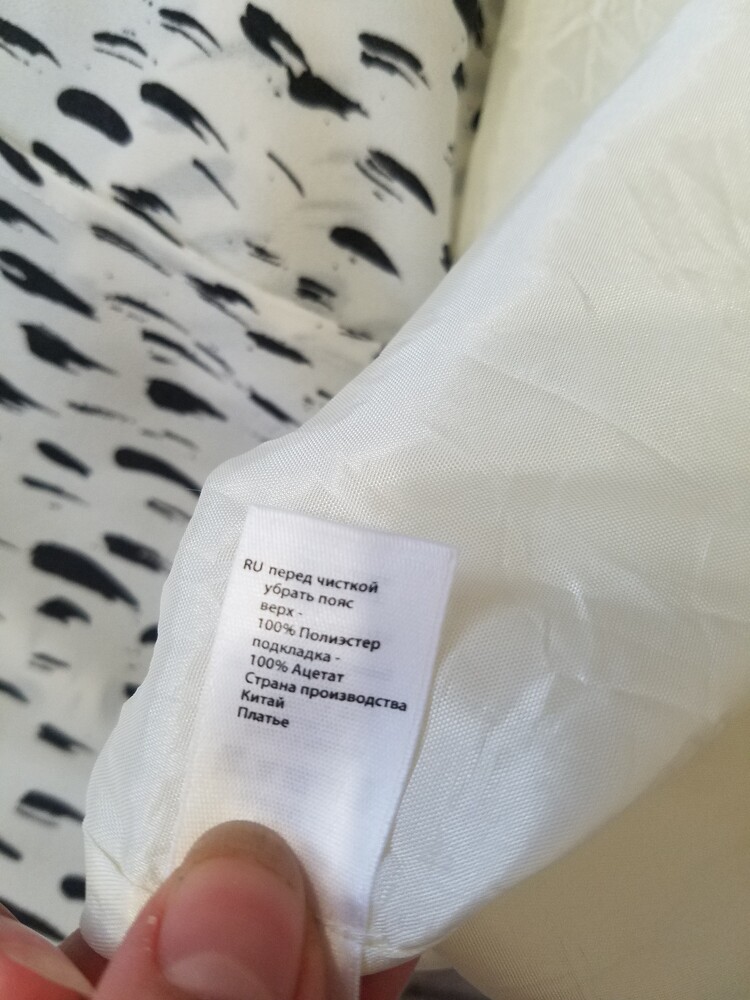 RU перед чисткой
убрать пояс
верх -
100% Полиэстер
подкладка -
100% Ацетат
Страна производства
Китай
Платье